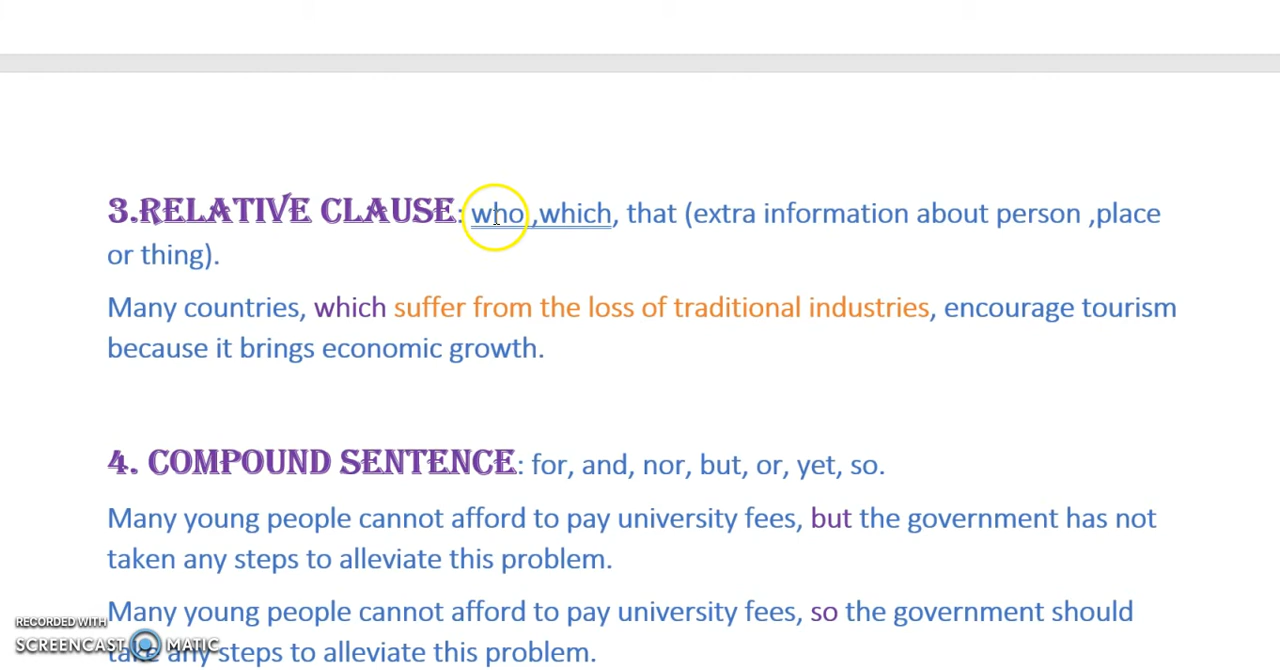 3.RELATIVE CLAUSE: who ,which, that (extra information about person ,place
or thing).
Many countries, which suffer from the loss of traditional industries, encourage tourism
because it brings economic growth.
4. COMPOUND SENTENCE: for, and, nor, but, or, yet, so.
Many young people cannot afford to pay university fees, but the government has not
taken any steps to alleviate this problem.
Many young people cannot afford to pay university fees, so the government should
take any steps to alleviate this problem.
RECORDED WITH
SCREENCAST MATIC